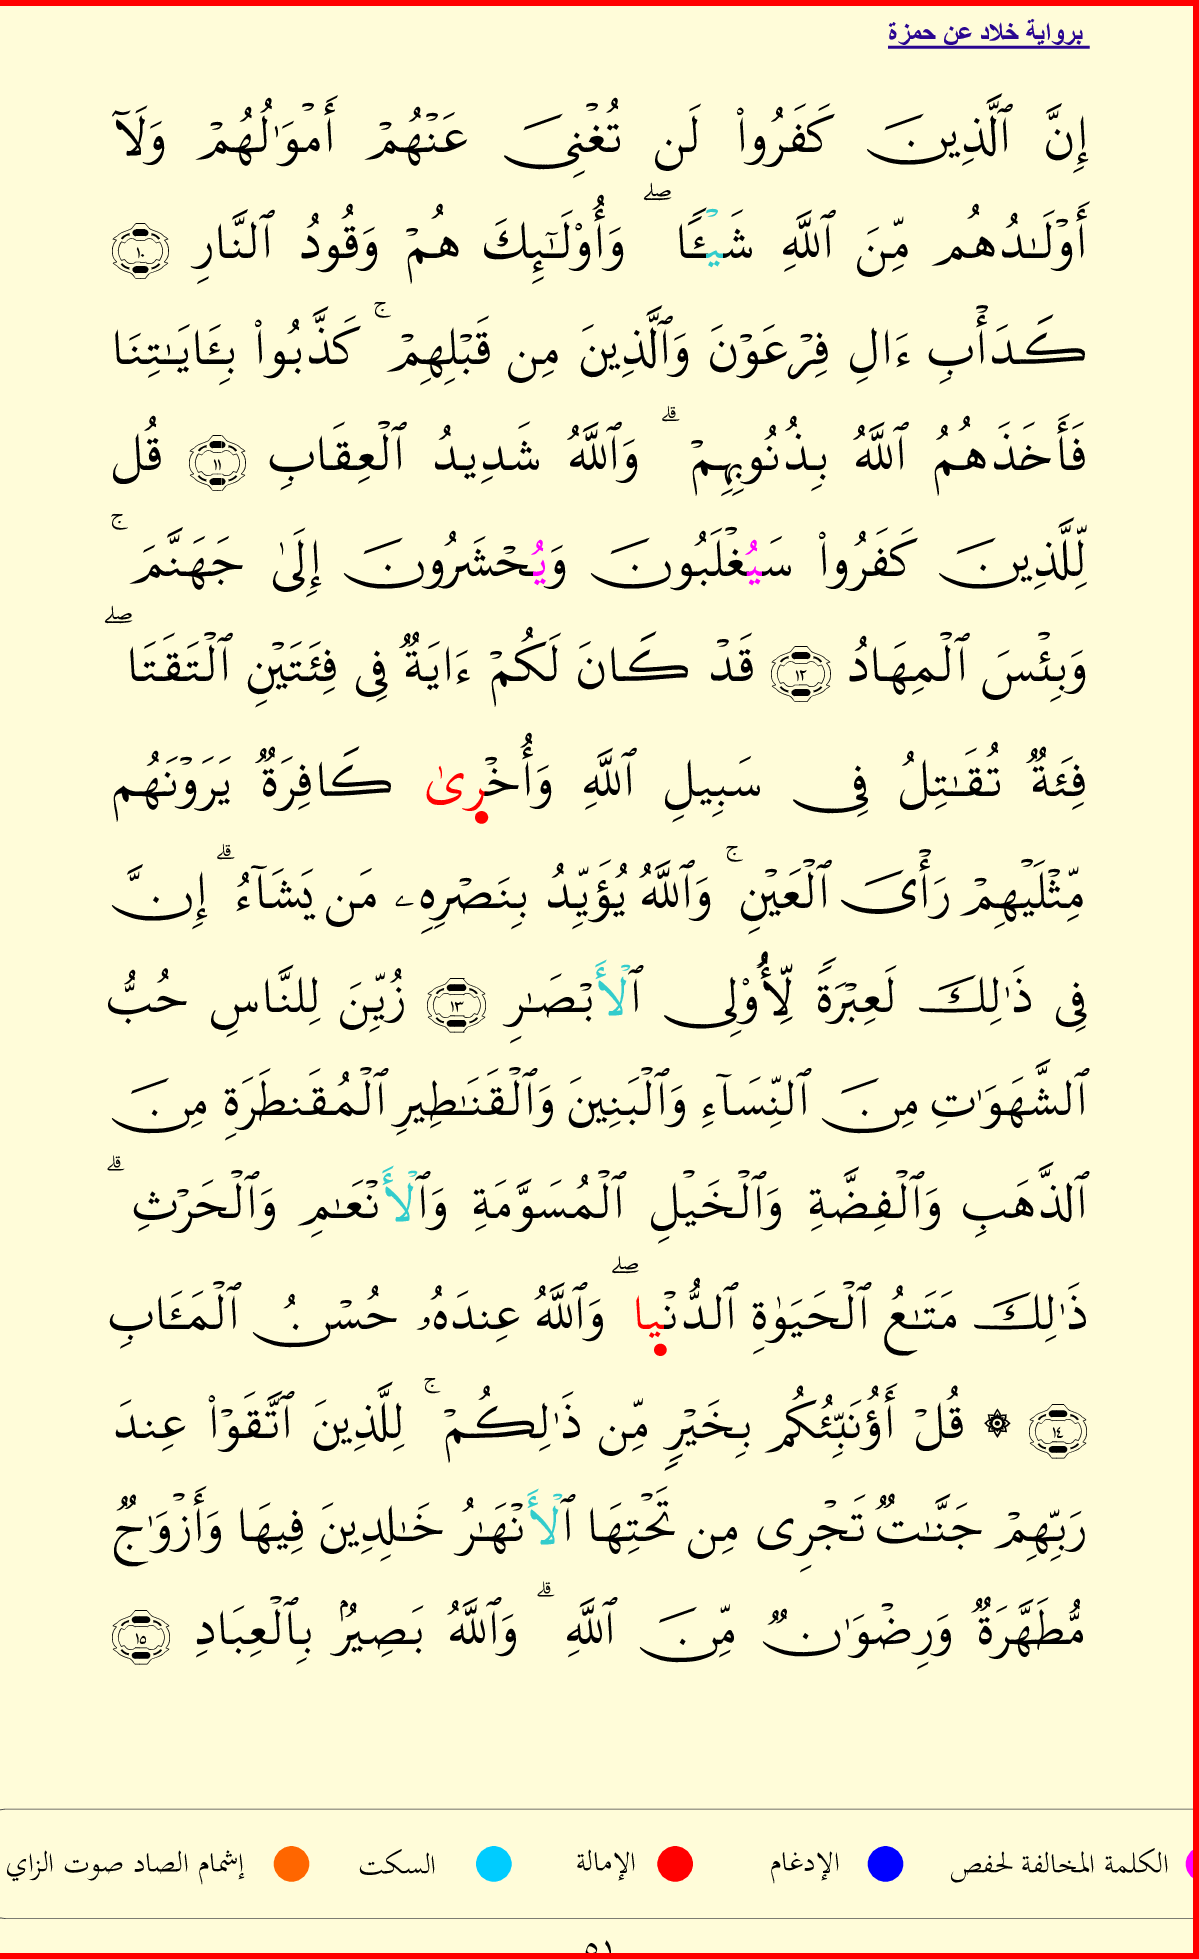 برواية خلاد عن حمزة
إِنَّ ٱلَّذِينَ كَفَرُوا۟ لَن تُغْنِىَ عَنْهُمْ أَمْوَٰلُهُمْ وَلَآ
أَوْلَـٰدُهُم مِّنَ ٱللَّهِ شَيْـًٔا ۖ وَأُو۟لَـٰٓئِكَ هُمْ وَقُودُ ٱلنَّارِ ١٠
كَدَأْبِ ءَالِ فِرْعَوْنَ وَٱلَّذِينَ مِن قَبْلِهِمْ ۚ كَذَّبُوا۟ بِـَٔايَـٰتِنَا
فَأَخَذَهُمُ ٱللَّهُ بِذُنُوبِهِمْ ۗ وَٱللَّهُ شَدِيدُ ٱلْعِقَابِ ١١ قُل
لِّلَّذِينَ كَفَرُوا۟ سَيُغْلَبُونَ وَيُحْشَرُونَ إِلَىٰ جَهَنَّمَ ۚ
وَبِئْسَ ٱلْمِهَادُ ١٢ قَدْ كَانَ لَكُمْ ءَايَةٌ فِى فِئَتَيْنِ ٱلْتَقَتَا ۖ
فِئَةٌ تُقَـٰتِلُ فِى سَبِيلِ ٱللَّهِ وَأُخْرِىٰ كَافِرَةٌ يَرَوْنَهُم
مِّثْلَيْهِمْ رَأْىَ ٱلْعَيْنِ ۚ وَٱللَّهُ يُؤَيِّدُ بِنَصْرِهِۦ مَن يَشَآءُ ۗ إِنَّ
فِى ذَٰلِكَ لَعِبْرَةً لِّأُو۟لِى ٱلْأَبْصَـٰرِ ١٣ زُيِّنَ لِلنَّاسِ حُبُّ
ٱلشَّهَوَٰتِ مِنَ ٱلنِّسَآءِ وَٱلْبَنِينَ وَٱلْقَنَـٰطِيرِ ٱلْمُقَنطَرَةِ مِنَ
ٱلذَّهَبِ وَٱلْفِضَّةِ وَٱلْخَيْلِ ٱلْمُسَوَّمَةِ وَٱلْأَنْعَـٰمِ وَٱلْحَرْثِ ۗ
ذَٰلِكَ مَتَـٰعُ ٱلْحَيَوٰةِ ٱلدُّنْيا ۖ وَٱللَّهُ عِندَهُۥ حُسْنُ ٱلْمَـَٔابِ
١٤ ۞ قُلْ أَؤُنَبِّئُكُم بِخَيْرٍ مِّن ذَٰلِكُمْ ۚ لِلَّذِينَ ٱتَّقَوْا۟ عِندَ
رَبِّهِمْ جَنَّـٰتٌ تَجْرِى مِن تَحْتِهَا ٱلْأَنْهَـٰرُ خَـٰلِدِينَ فِيهَا وَأَزْوَٰجٌ
مُّطَهَّرَةٌ وَرِضْوَٰنٌ مِّنَ ٱللَّهِ ۗ وَٱللَّهُ بَصِيرٌۢ بِٱلْعِبَادِ ١٥
الكلمة المخالفة لحفص الإدغام الإمالة السكت إشمام الصاد صوت الزاي
٥١